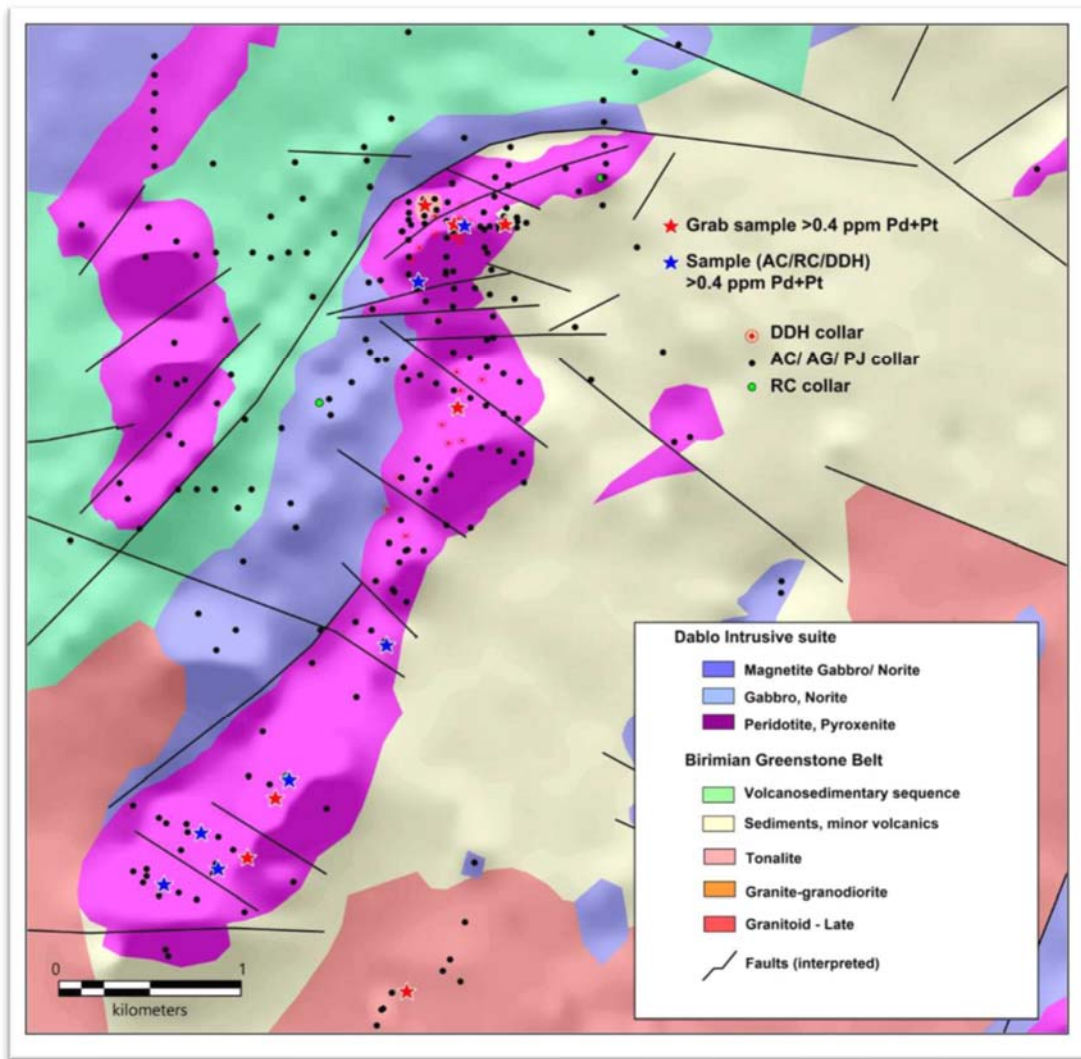 Grab sample >0.4 ppm Pd+Pt
Sample (AC/RC/DDH)
>0.4 ppm Pd+Pt
DDH collar
AC/ AG/ PJ collar
RC collar
Dablo Intrusive suite
Magnetite Gabbro/ Norite
Gabbro, Norite
Peridotite, Pyroxenite
Birimian Greenstone Belt
Volcanosedimentary sequence
Sediments, minor volcanics
Tonalite
Granite-granodiorite
Granitoid - Late
Faults (interpreted)
0 1
kilometers